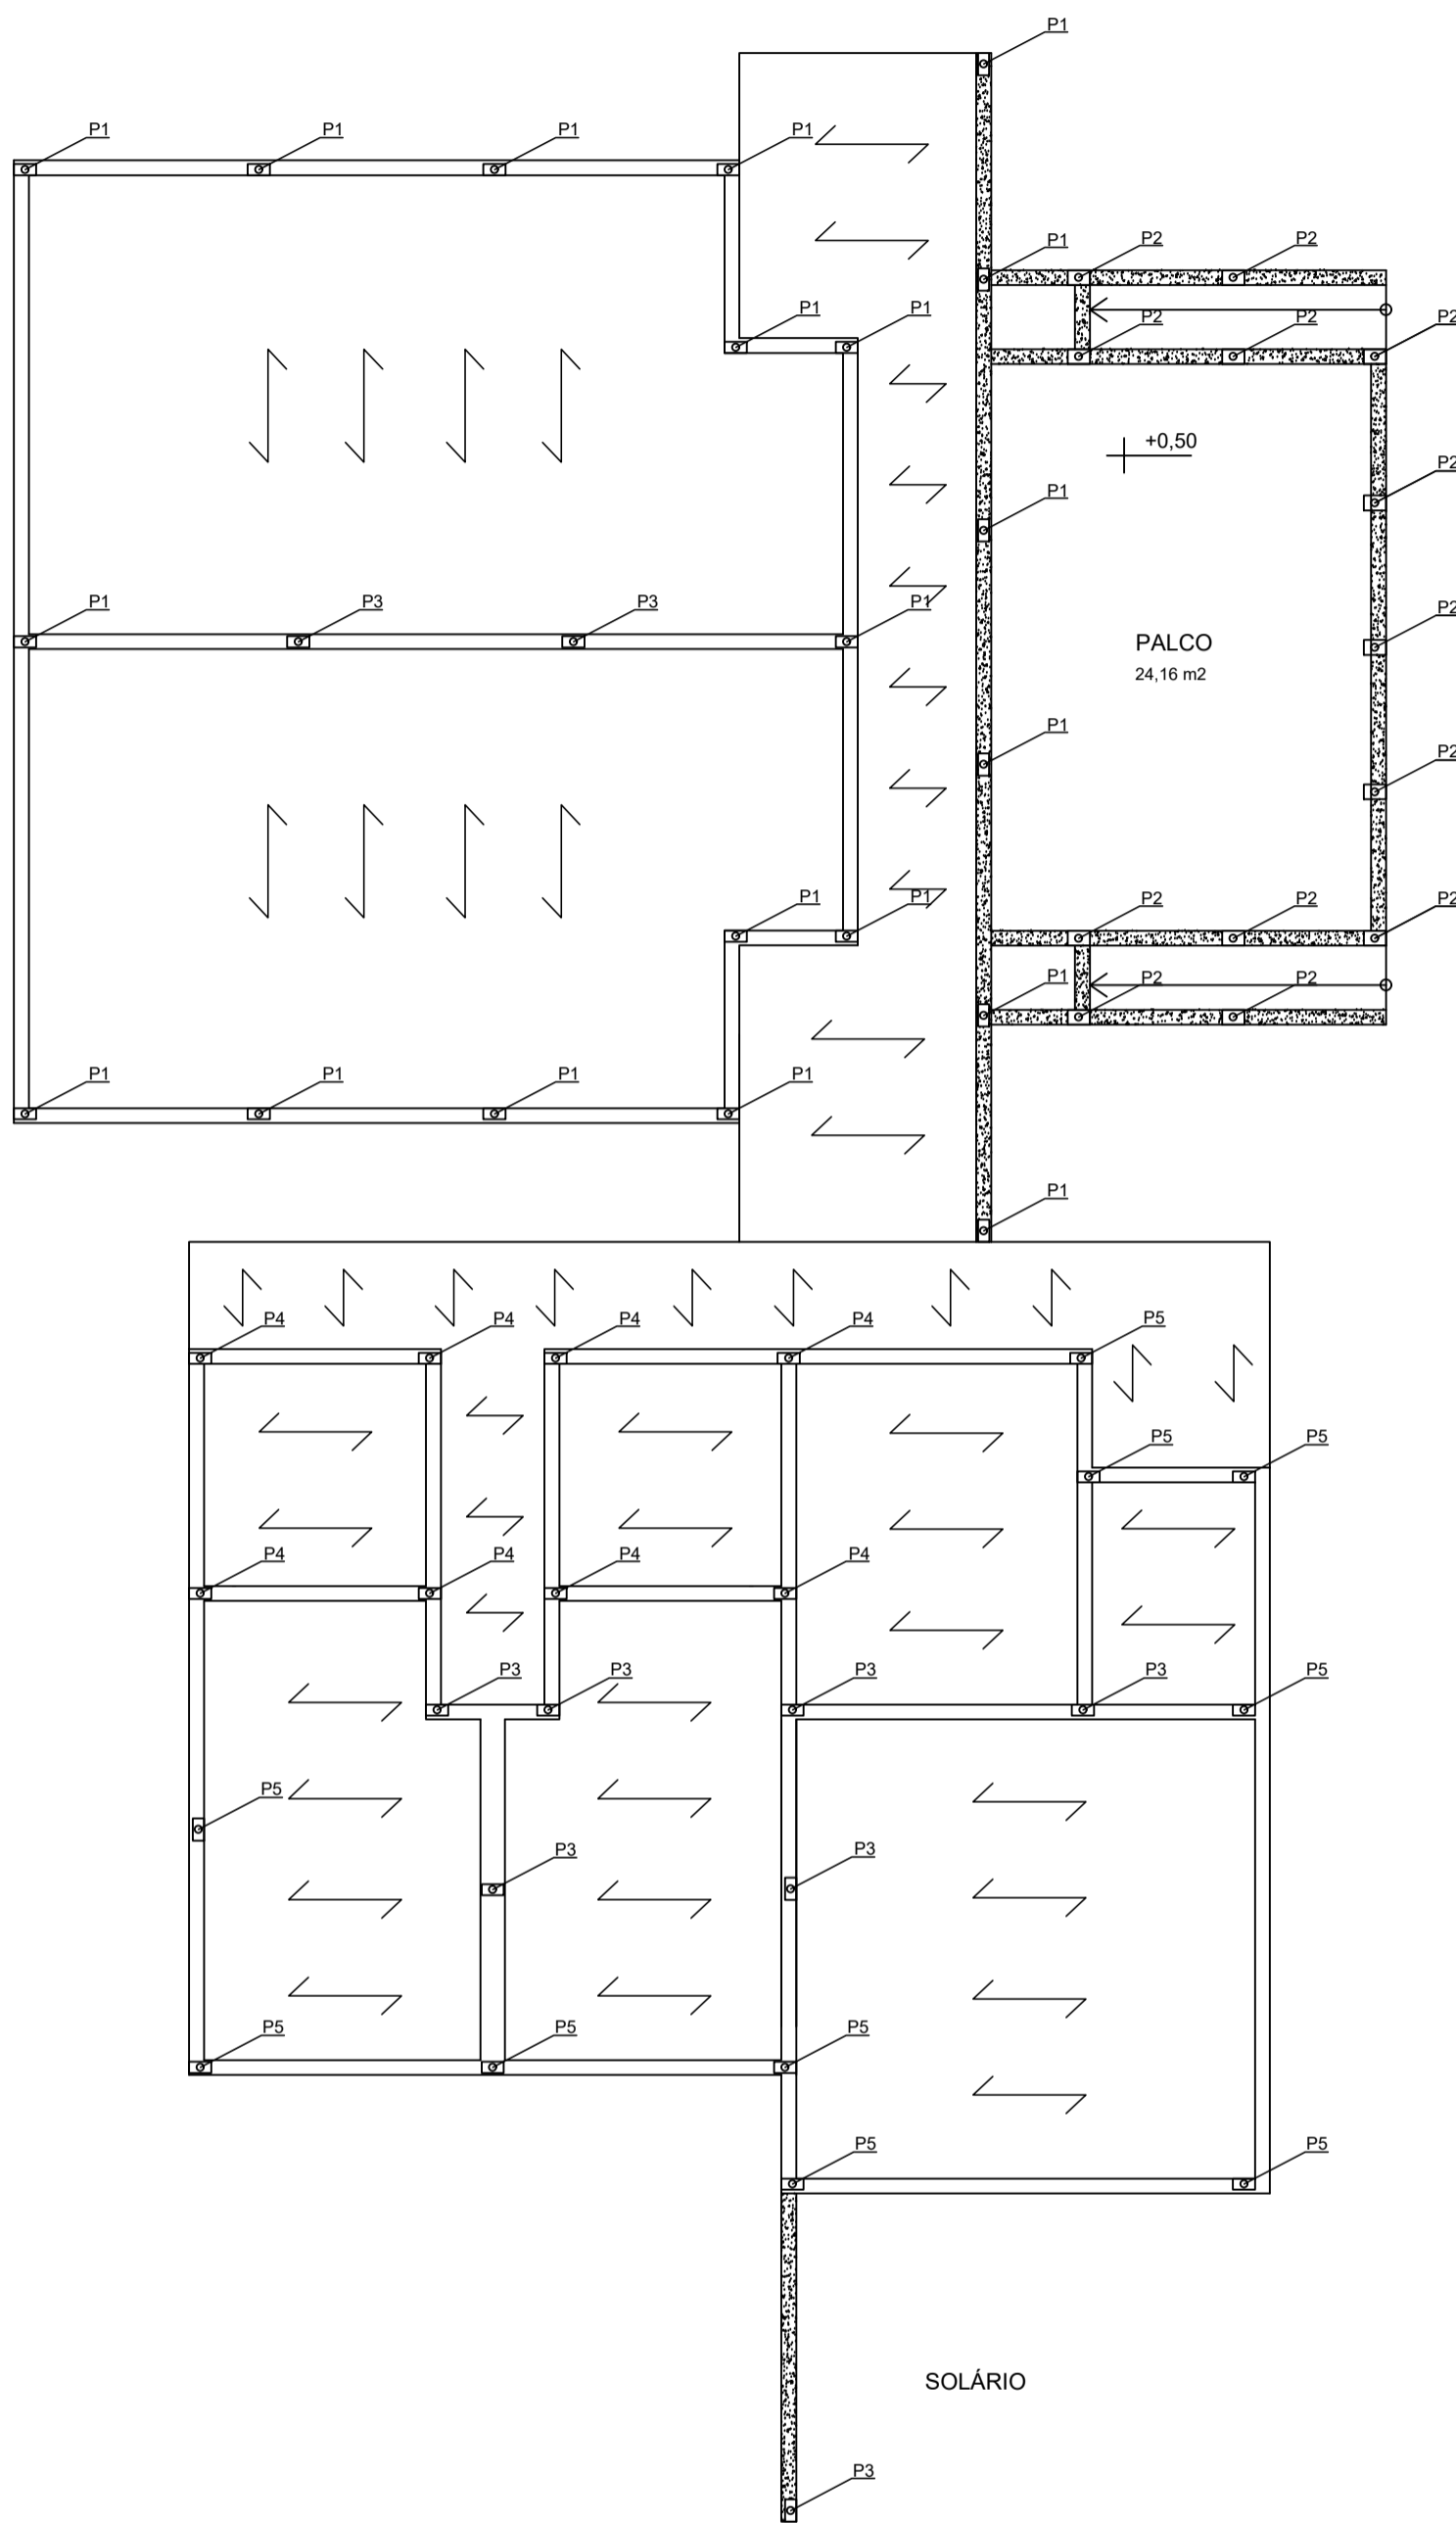 P1
P1 P1 P1 P1
P1 P2 P2
P1 P1 P2 P2 P2
+0,50
P2
P1
P1 P3 P3 P1 P2
PALCO
24,16 m2
P1 P2
P1 P1 P2 P2 P2
P1 P2 P2
P1 P1 P1 P1
P1
P4 P4 P4 P4 P5
P5 P5
P4 P4 P4 P4
P3 P3 P3 P3 P5
P5
P3 P3
P5 P5 P5
P5 P5
SOLÁRIO
P3